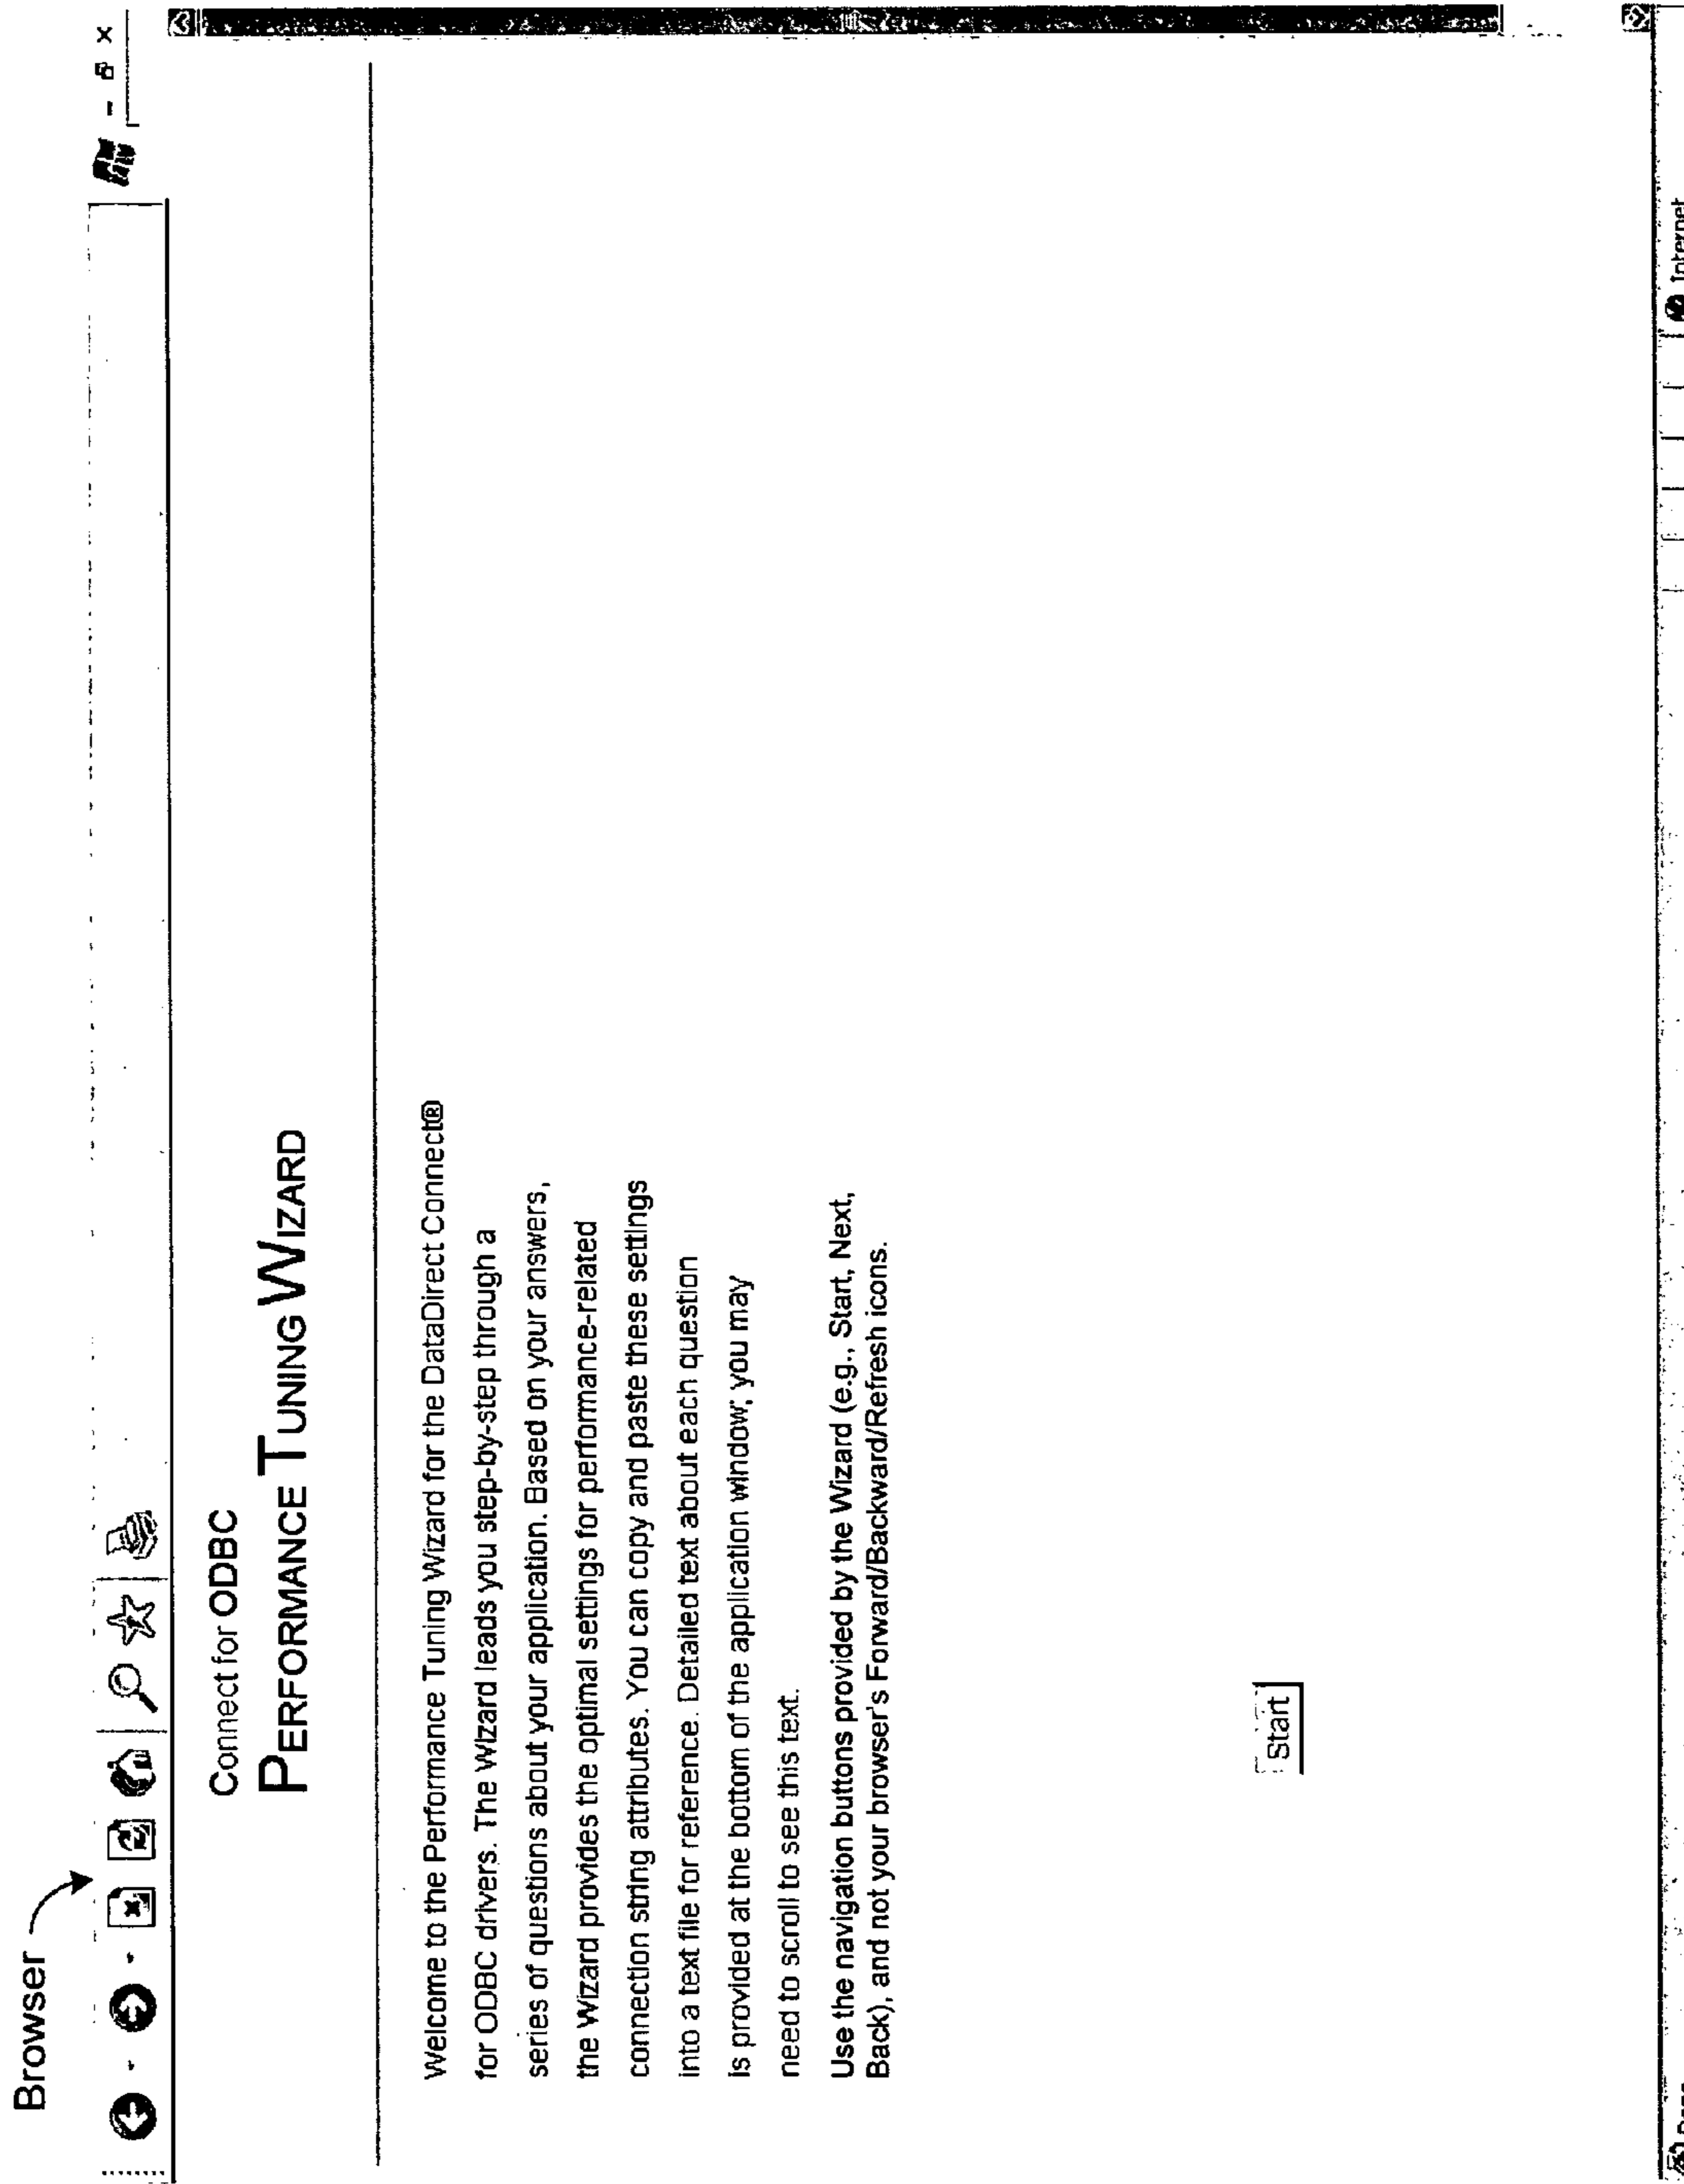 Browser
Connect for ODBC
PERFORMANCE TUNING WIZARD
Welcome to the Performance Tuning Wizard for the DataDirect Connect®
for ODBC drivers. The Wizard leads you step-by-step through a
series of questions about your application. Based on your answers,
the Wizard provides the optimal settings for performance-related
connection string attributes. You can copy and paste these settings
into a text file for reference. Detailed text about each question
is provided at the bottom of the application window; you may
need to scroll to see this text.
Use the navigation buttons provided by the Wizard (e.g., Start, Next,
Back), and not your browser's Forward/Backward/Refresh icons.
Start
Internet